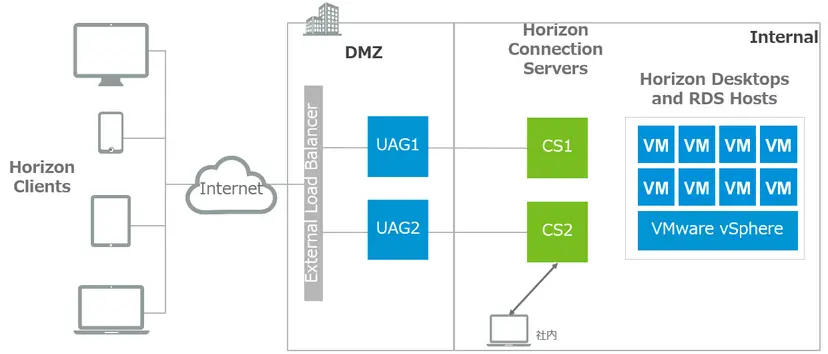 Horizon
Clients
Internet
External Load Balancer
DMZ
UAG1
UAG2
Horizon
Connection
Servers
CS1
CS2
社内
Internal
Horizon Desktops
and RDS Hosts
VM VM VM VM
VM VM VM VM
VMware vSphere